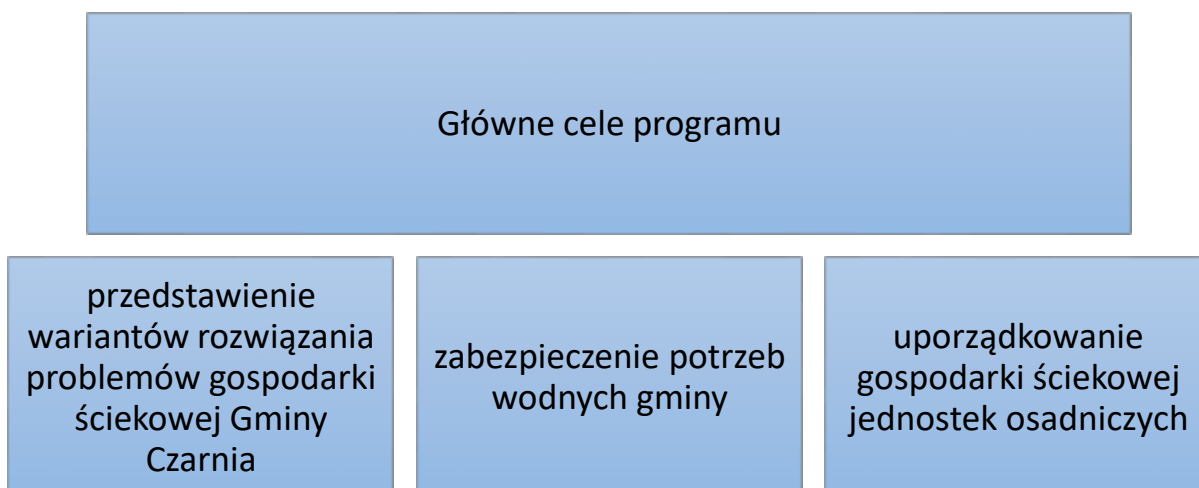 Główne cele programu
przedstawienie
wariantów rozwiązania
problemów gospodarki
ściekowej Gminy
Czarnia
zabezpieczenie potrzeb
wodnych gminy
uporządkowanie
gospodarki ściekowej
jednostek osadniczych